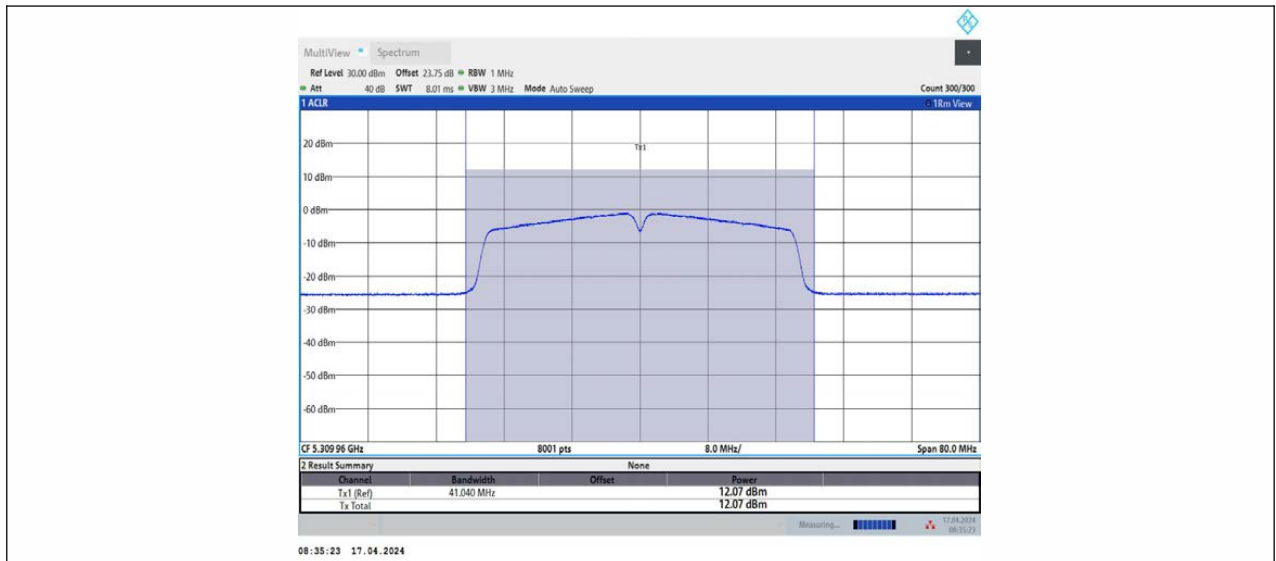 MultiView Spectrum
Ref Level 30.00 dBm Offset 23.75 dB RBW 1 MHz
Att 40 dB SWT 8.01 ms VBW 3 MHz Mode Auto Sweep Count 300/300
1 ACLR 1Rm View
20 dBm
Tx1
10 dBm
0 dBm
-10 dBm
-20 dBm
-30 dBm
-40 dBm
-50 dBm
-60 dBm
CF 5.309 96 GHz 8001 pts 8.0 MHz/ Span 80.0 MHz
2 Result Summary None
Channel Bandwidth Offset Power
Tx1 (Ref) 41.040 MHz 12.07 dBm
Tx Total 12.07 dBm
Measuring... 17.04.2024
08:35:23
08:35:23 17.04.2024